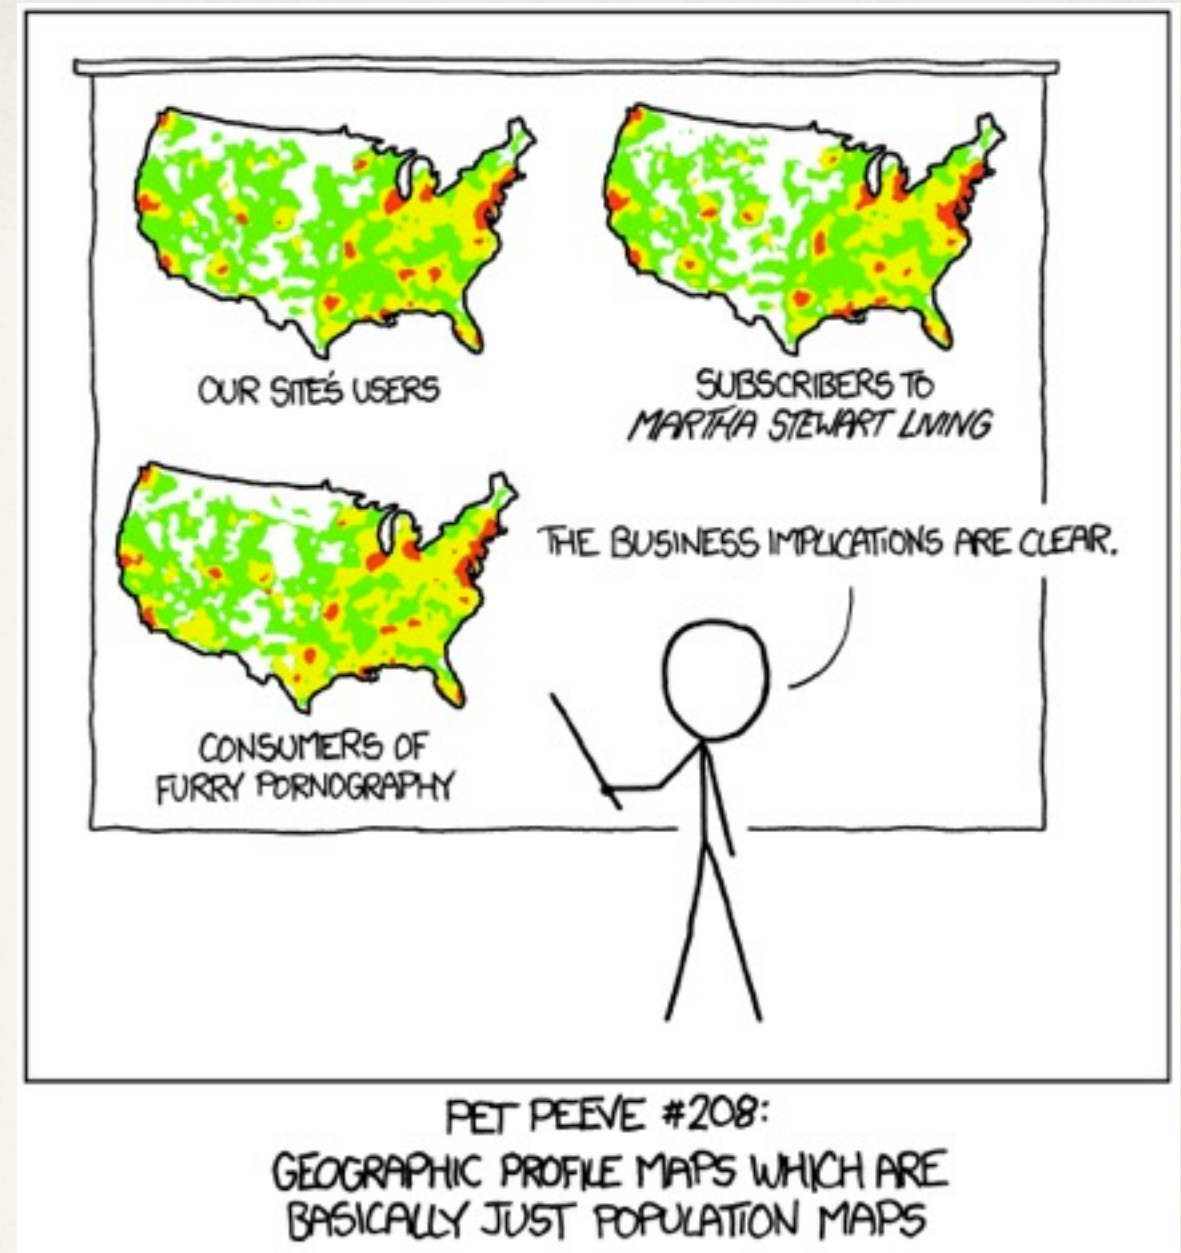 OUR SITE'S USERS
SUBSCRIBERS TO
MARTHA STEWART LIVING
CONSUMERS OF
FURRY PORNOGRAPHY
THE BUSINESS IMPLICATIONS ARE CLEAR.
PET PEEVE #208:
GEOGRAPHIC PROFILE MAPS WHICH ARE
BASICALLY JUST POPULATION MAPS